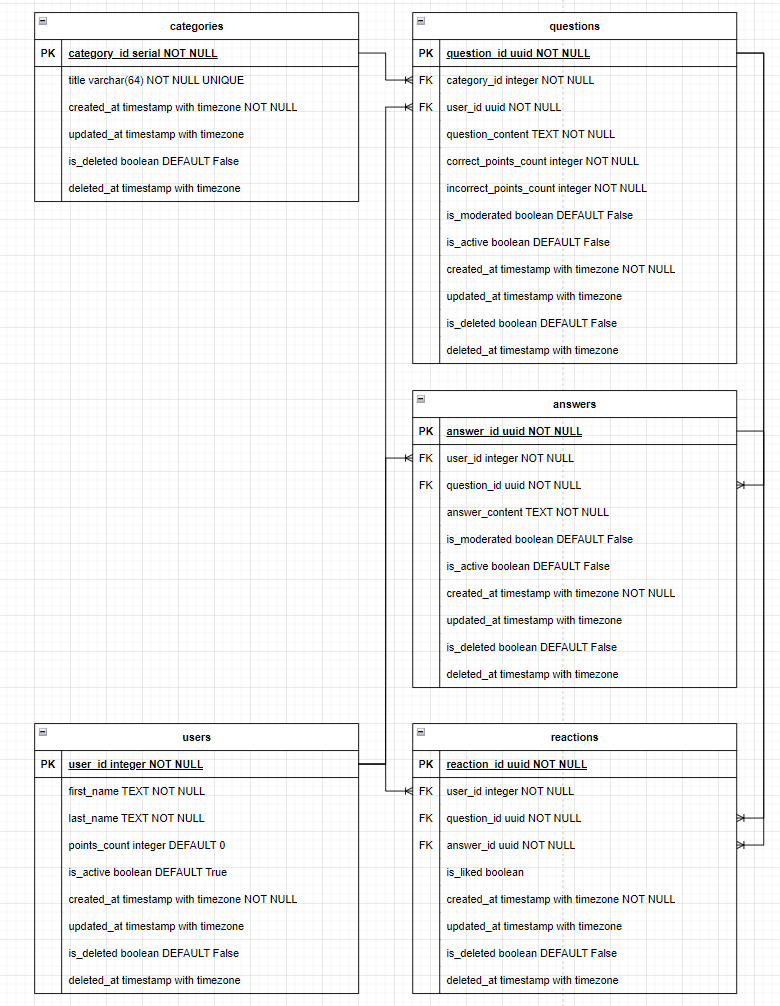 categories
PK category_id serial NOT NULL
title varchar(64) NOT NULL UNIQUE
created_at timestamp with timezone NOT NULL
updated_at timestamp with timezone
is_deleted boolean DEFAULT False
deleted_at timestamp with timezone
questions
PK question_id uuid NOT NULL
FK category_id integer NOT NULL
FK user_id uuid NOT NULL
question_content TEXT NOT NULL
correct_points_count integer NOT NULL
incorrect_points_count integer NOT NULL
is_moderated boolean DEFAULT False
is_active boolean DEFAULT False
created_at timestamp with timezone NOT NULL
updated_at timestamp with timezone
is_deleted boolean DEFAULT False
deleted_at timestamp with timezone
answers
PK answer_id uuid NOT NULL
FK user_id integer NOT NULL
FK question_id uuid NOT NULL
answer_content TEXT NOT NULL
is_moderated boolean DEFAULT False
is_active boolean DEFAULT False
created_at timestamp with timezone NOT NULL
updated_at timestamp with timezone
is_deleted boolean DEFAULT False
deleted_at timestamp with timezone
users
PK user_id integer NOT NULL
first_name TEXT NOT NULL
last_name TEXT NOT NULL
points_count integer DEFAULT 0
is_active boolean DEFAULT True
created_at timestamp with timezone NOT NULL
updated_at timestamp with timezone
is_deleted boolean DEFAULT False
deleted_at timestamp with timezone
reactions
PK reaction_id uuid NOT NULL
FK user_id integer NOT NULL
FK question_id uuid NOT NULL
FK answer_id uuid NOT NULL
is_liked boolean
created_at timestamp with timezone NOT NULL
updated_at timestamp with timezone
is_deleted boolean DEFAULT False
deleted_at timestamp with timezone